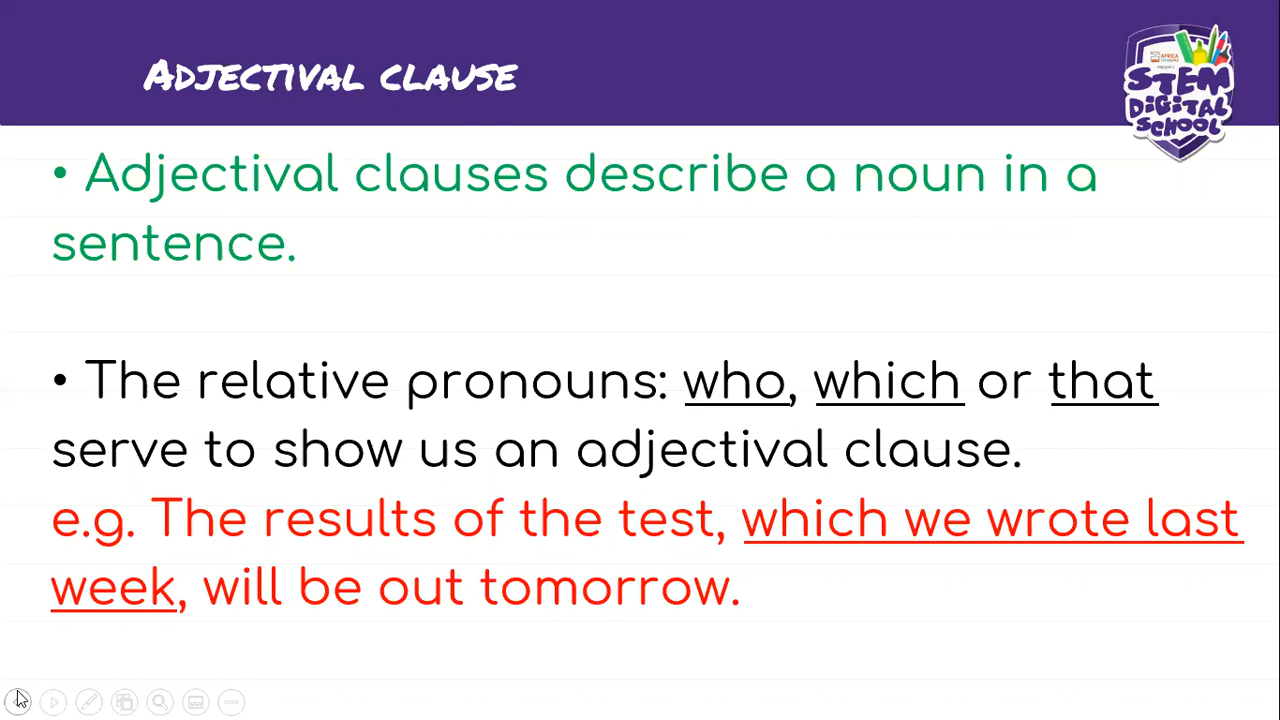 ADJECTIVAL CLAUSE
STEM
DIGITAL
SCHOOL
• Adjectival clauses describe a noun in a
sentence.
• The relative pronouns: who, which or that
serve to show us an adjectival clause.
e.g. The results of the test, which we wrote last
week, will be out tomorrow.